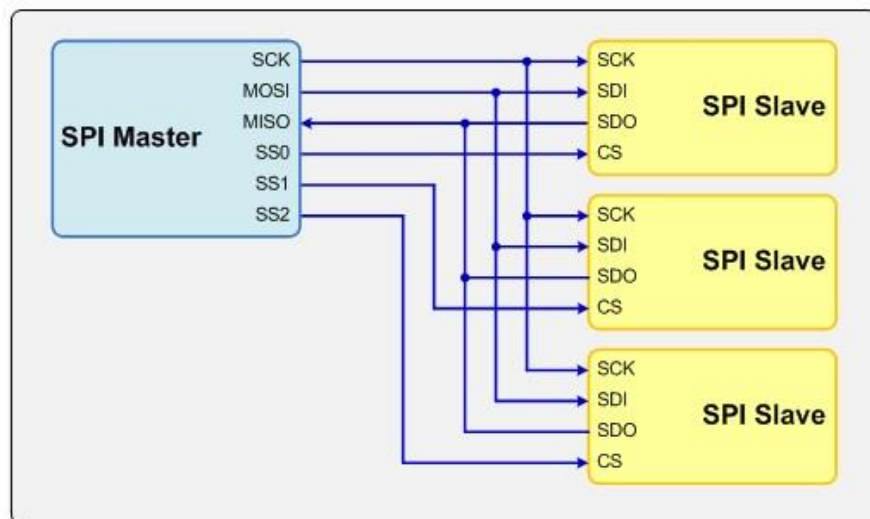 SPI Master
SCK
MOSI
MISO
SS0
SS1
SS2
SCK
SDI
SDO
CS
SPI Slave
SCK
SDI
SDO
CS
SPI Slave
SCK
SDI
SDO
CS
SPI Slave